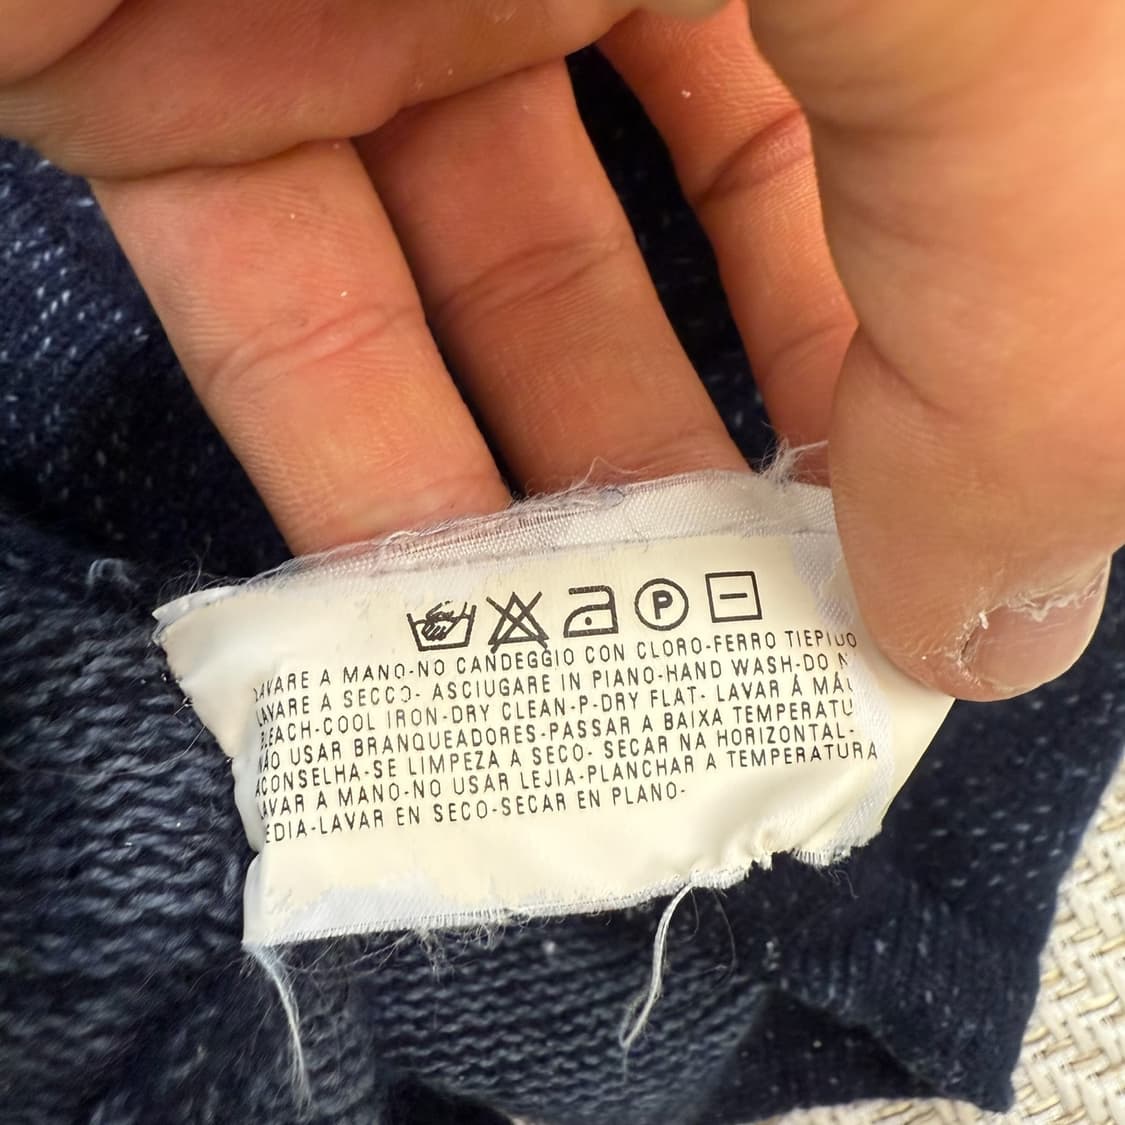 P
LAVARE A MANO-NO CANDEGGIO CON CLORO-FERRO TIEPIDO
LAVARE A SECCO- ASCIUGARE IN PIANO-HAND WASH-DO N
BLEACH-COOL IRON-DRY CLEAN-P-DRY FLAT- LAVAR Á MÁ
NÃO USAR BRANQUEADORES-PASSAR A BAIXA TEMPERATU
ACONSELHA-SE LIMPEZA A SECO- SECAR NA HORIZONTAL-
LAVAR A MANO-NO USAR LEJIA-PLANCHAR A TEMPERATURA
EDIA-LAVAR EN SECO-SECAR EN PLANO-